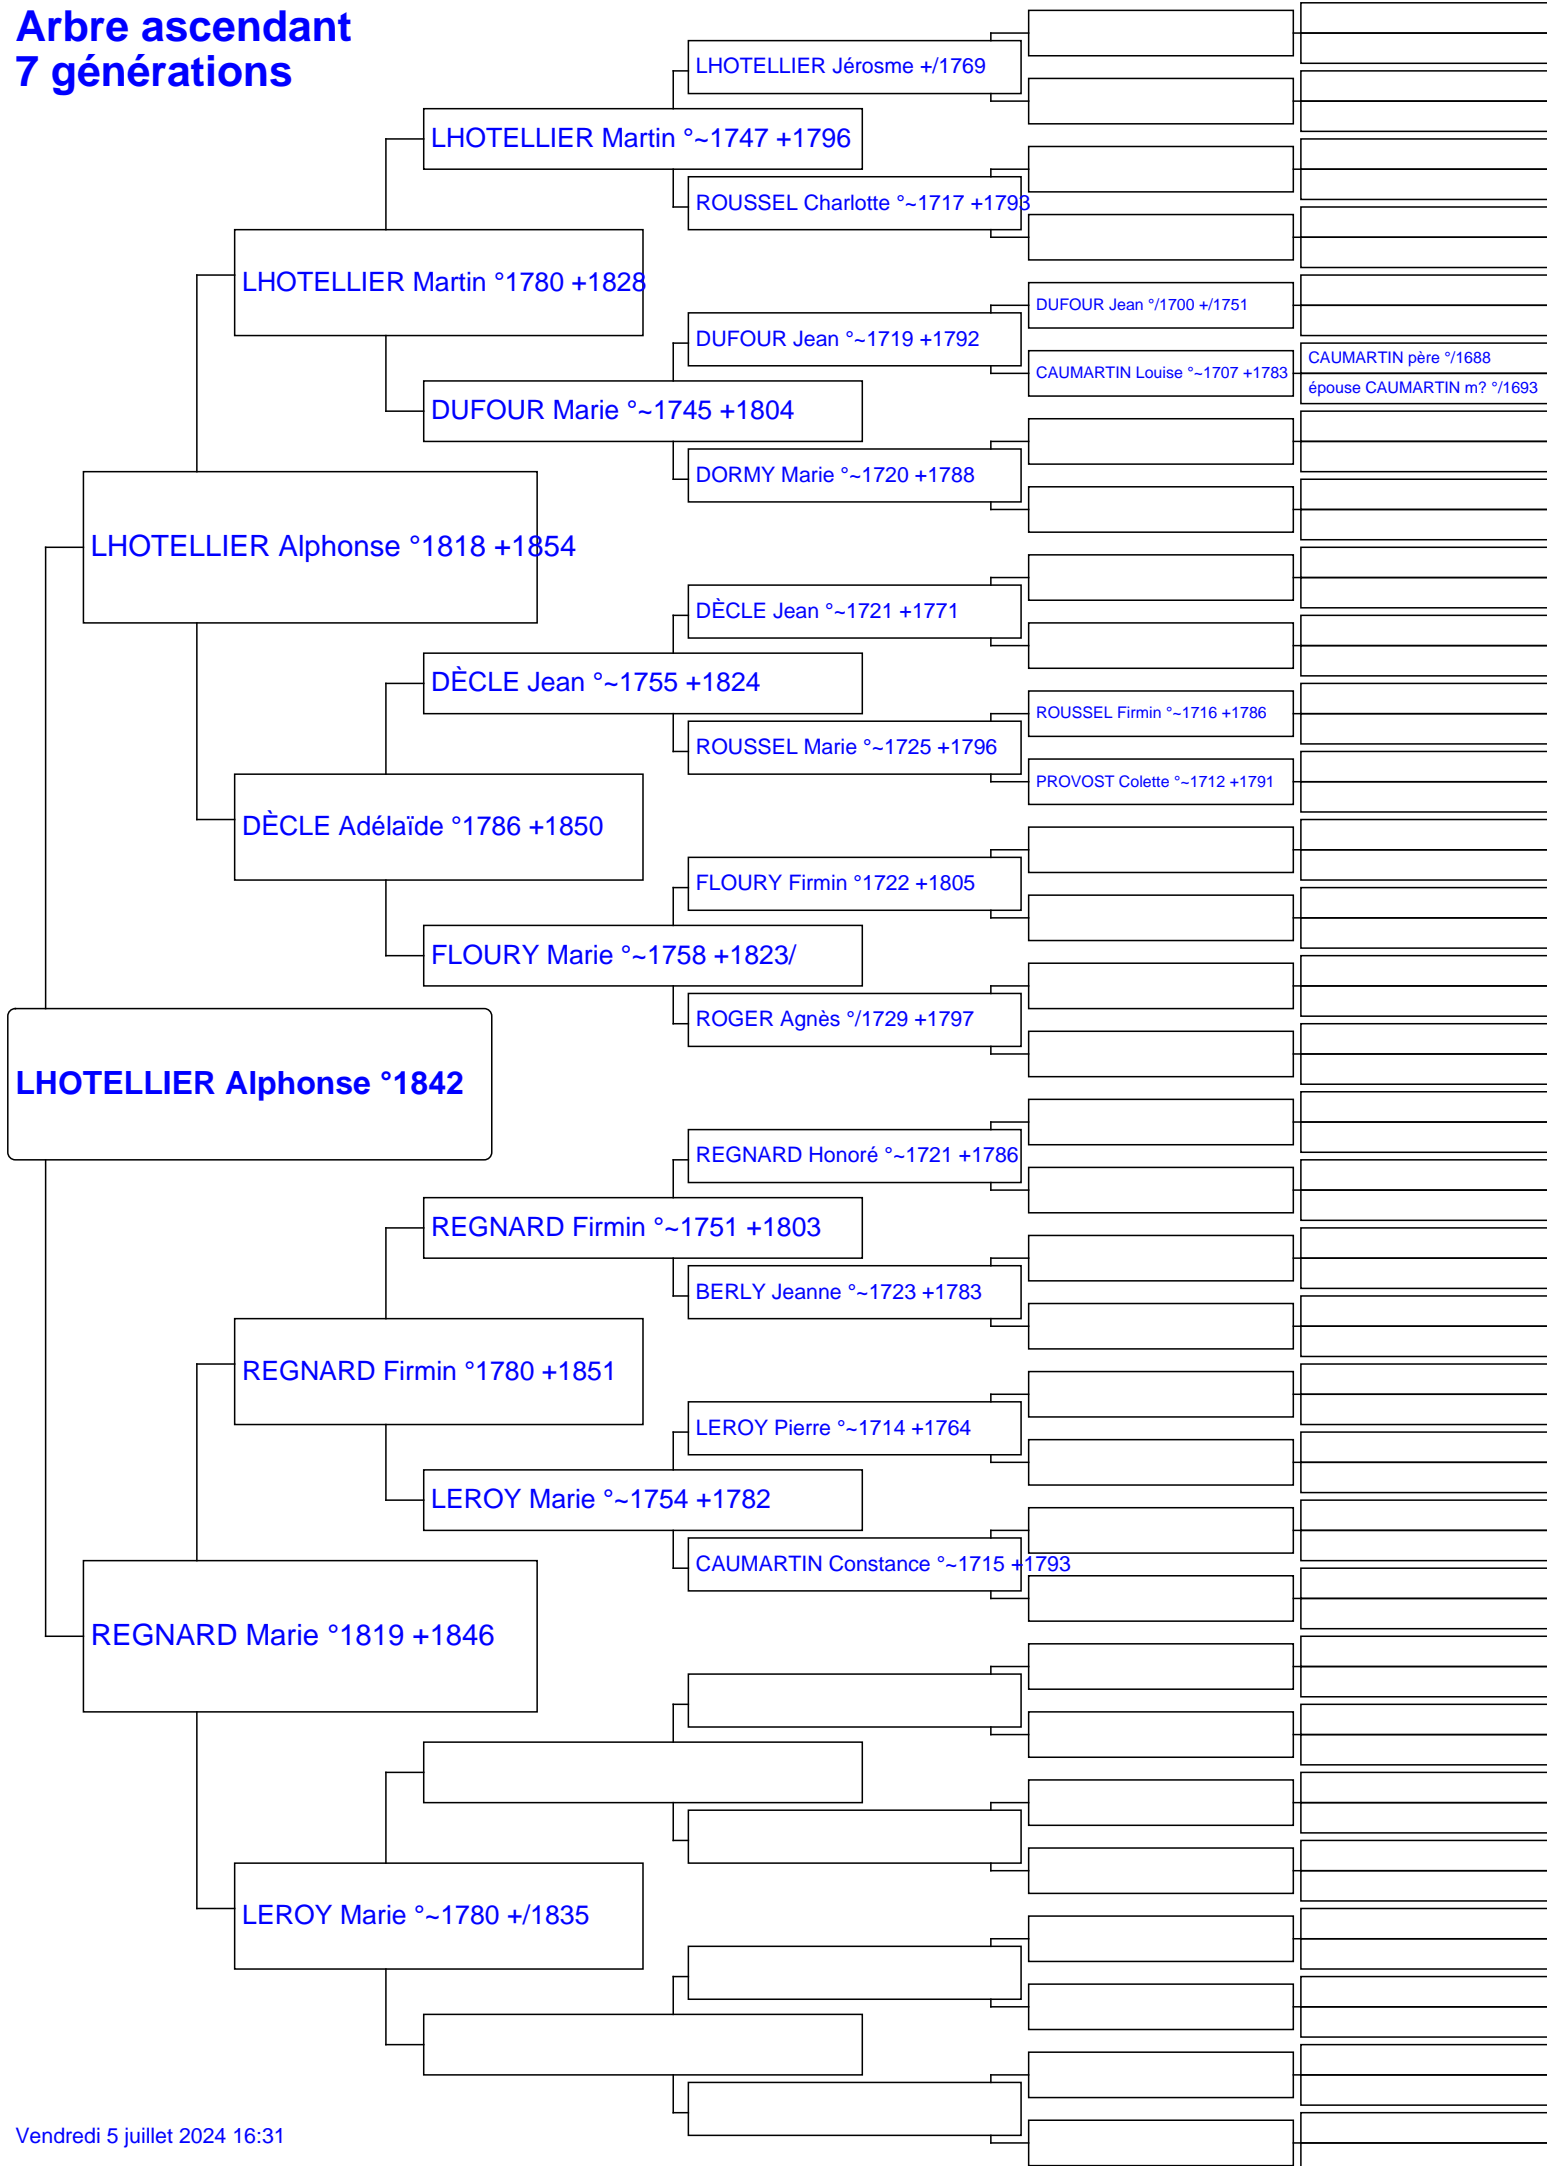 Arbre ascendant
7 générations
LHOTELLIER Jérosme +/1769
LHOTELLIER Martin °~1747 +1796
ROUSSEL Charlotte °~1717 +1793
LHOTELLIER Martin °1780 +1828
DUFOUR Jean °/1700 +/1751
DUFOUR Jean °~1719 +1792
CAUMARTIN père °/1688
CAUMARTIN Louise °~1707 +1783
épouse CAUMARTIN m? °/1693
DUFOUR Marie °~1745 +1804
DORMY Marie °~1720 +1788
LHOTELLIER Alphonse °1818 +1854
DÈCLE Jean °~1721 +1771
DÈCLE Jean °~1755 +1824
ROUSSEL Firmin °~1716 +1786
ROUSSEL Marie °~1725 +1796
PROVOST Colette °~1712 +1791
DÈCLE Adélaïde °1786 +1850
FLOURY Firmin °1722 +1805
FLOURY Marie °~1758 +1823/
ROGER Agnès °/1729 +1797
LHOTELLIER Alphonse °1842
REGNARD Honoré °~1721 +1786
REGNARD Firmin °~1751 +1803
BERLY Jeanne °~1723 +1783
REGNARD Firmin °1780 +1851
LEROY Pierre °~1714 +1764
LEROY Marie °~1754 +1782
CAUMARTIN Constance °~1715 +1793
REGNARD Marie °1819 +1846
LEROY Marie °~1780 +/1835
Vendredi 5 juillet 2024 16:31